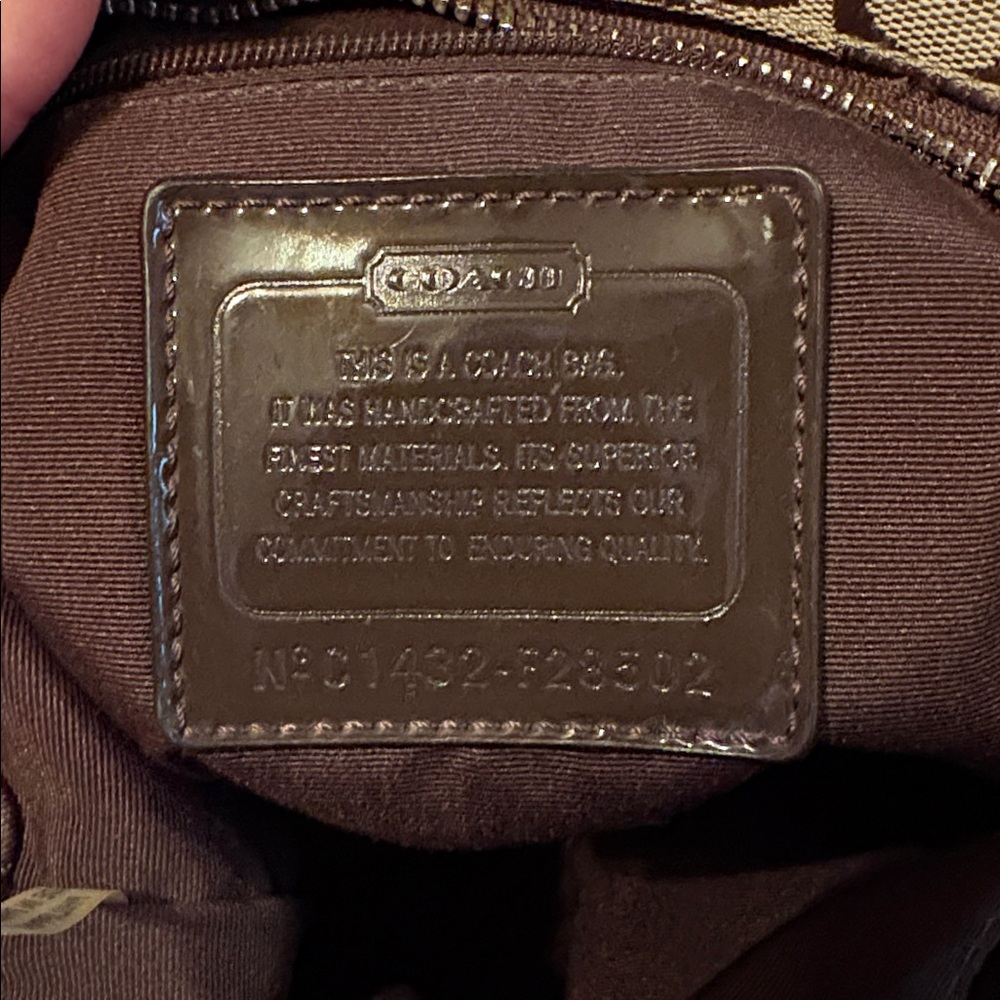 COACH
THIS IS A COACH BAG.
IT WAS HANDCRAFTED FROM THE
FINEST MATERIALS. ITS SUPERIOR
CRAFTSMANSHIP REFLECTS OUR
COMMITMENT TO ENDURING QUALITY.
Nº C1432-F28502